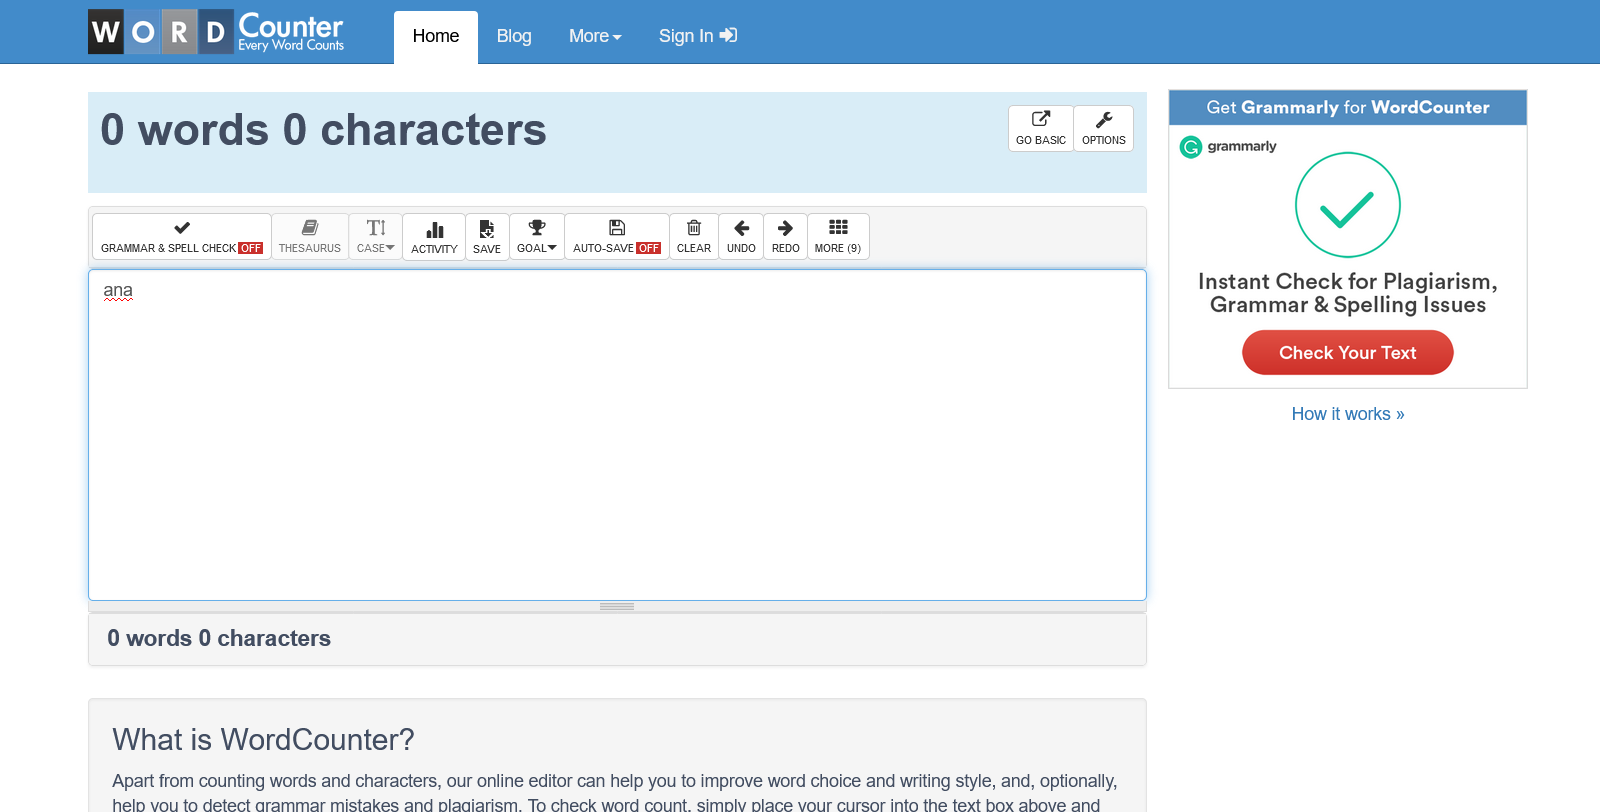 WORD Counter
Every Word Counts
Home Blog More Sign In
0 words 0 characters
GO BASIC OPTIONS
GRAMMAR & SPELL CHECK OFF THESAURUS CASE ACTIVITY SAVE GOAL AUTO-SAVE OFF CLEAR UNDO REDO MORE (9)
ana
0 words 0 characters
What is WordCounter?
Apart from counting words and characters, our online editor can help you to improve word choice and writing style, and, optionally,
help you to detect grammar mistakes and plagiarism. To check word count, simply place your cursor into the text box above and
Get Grammarly for WordCounter
grammarly
Instant Check for Plagiarism,
Grammar & Spelling Issues
Check Your Text
How it works »